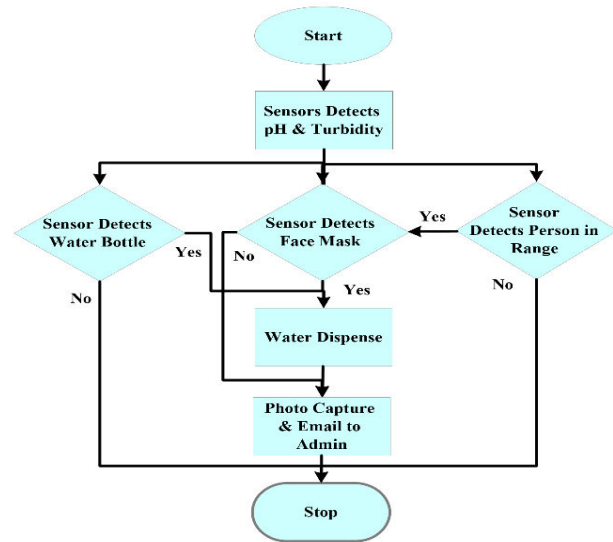 Start
Sensors Detects
pH & Turbidity
Sensor Detects
Water Bottle
Yes
No
Sensor Detects
Face Mask
No
Yes
Yes
Sensor
Detects Person in
Range
No
Water Dispense
Photo Capture
& Email to
Admin
Stop